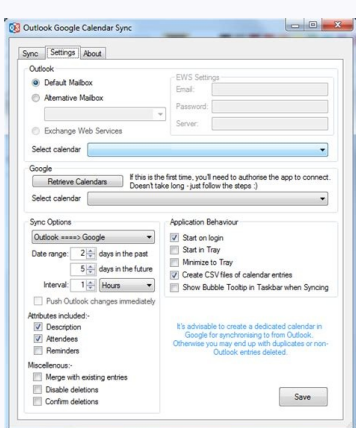 Outlook Google Calendar Sync
Sync Settings About
Outlook
Default Mailbox
Alternative Mailbox
Exchange Web Services
EWS Settings
Email:
Password:
Server:
Select calendar
Google
Retrieve Calendars
If this is the first time, you'll need to authorise the app to connect.
Doesn't take long - just follow the steps :)
Select calendar
Sync Options
Outlook ====> Google
Date range: 2 days in the past
5 days in the future
Interval: 1 Hours
Push Outlook changes immediately
Attributes included:-
Description
Attendees
Reminders
Miscellenous:-
Merge with existing entries
Disable deletions
Confirm deletions
Application Behaviour
Start on login
Start in Tray
Minimize to Tray
Create CSV files of calendar entries
Show Bubble Tooltip in Taskbar when Syncing
It's advisable to create a dedicated calendar in
Google for synchronising to from Outlook.
Otherwise you may end up with duplicates or non-
Outlook entries deleted.
Save